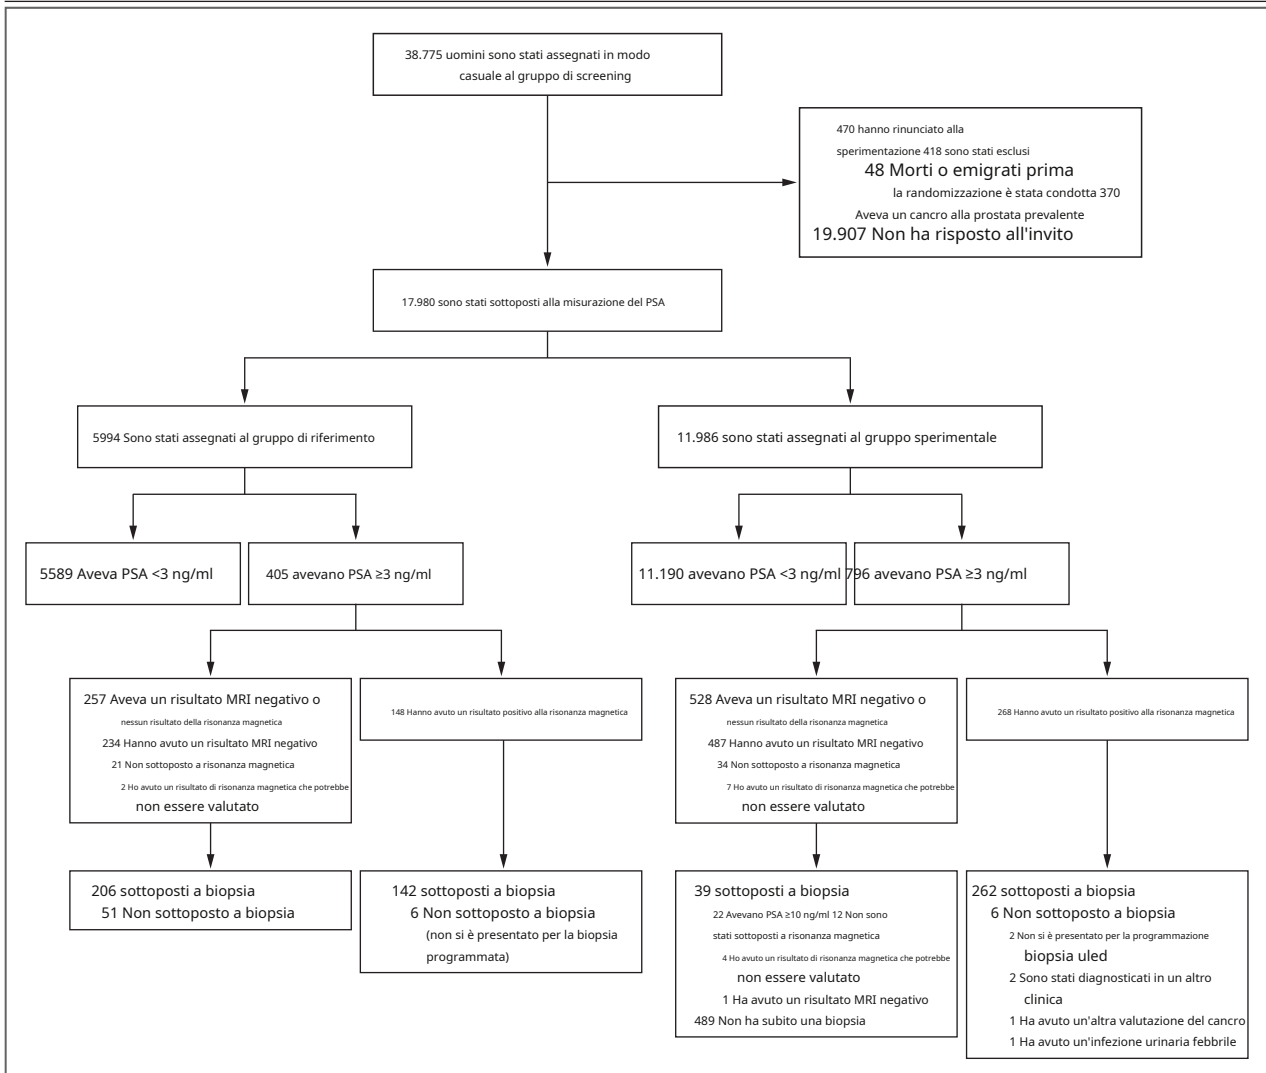 38.775 uomini sono stati assegnati in modo
casuale al gruppo di screening
470 hanno rinunciato alla
sperimentazione 418 sono stati esclusi
48 Morti o emigrati prima
la randomizzazione è stata condotta 370
Aveva un cancro alla prostata prevalente
19.907 Non ha risposto all'invito
17.980 sono stati sottoposti alla misurazione del PSA
5994 Sono stati assegnati al gruppo di riferimento
11.986 sono stati assegnati al gruppo sperimentale
5589 Aveva PSA <3 ng/ml
405 avevano PSA ≥3 ng/ml
11.190 avevano PSA <3 ng/ml
796 avevano PSA ≥3 ng/ml
257 Aveva un risultato MRI negativo o
nessun risultato della risonanza magnetica
234 Hanno avuto un risultato MRI negativo
21 Non sottoposto a risonanza magnetica
2 Ho avuto un risultato di risonanza magnetica che potrebbe
non essere valutato
148 Hanno avuto un risultato positivo alla risonanza magnetica
528 Aveva un risultato MRI negativo o
nessun risultato della risonanza magnetica
487 Hanno avuto un risultato MRI negativo
34 Non sottoposto a risonanza magnetica
7 Ho avuto un risultato di risonanza magnetica che potrebbe
non essere valutato
268 Hanno avuto un risultato positivo alla risonanza magnetica
206 sottoposti a biopsia
51 Non sottoposto a biopsia
142 sottoposti a biopsia
6 Non sottoposto a biopsia
(non si è presentato per la biopsia
programmata)
39 sottoposti a biopsia
22 Avevano PSA ≥10 ng/ml 12 Non sono
stati sottoposti a risonanza magnetica
4 Ho avuto un risultato di risonanza magnetica che potrebbe
non essere valutato
1 Ha avuto un risultato MRI negativo
489 Non ha subito una biopsia
262 sottoposti a biopsia
6 Non sottoposto a biopsia
2 Non si è presentato per la programmazione
biopsia uled
2 Sono stati diagnosticati in un altro
clinica
1 Ha avuto un'altra valutazione del cancro
1 Ha avuto un'infezione urinaria febbrile